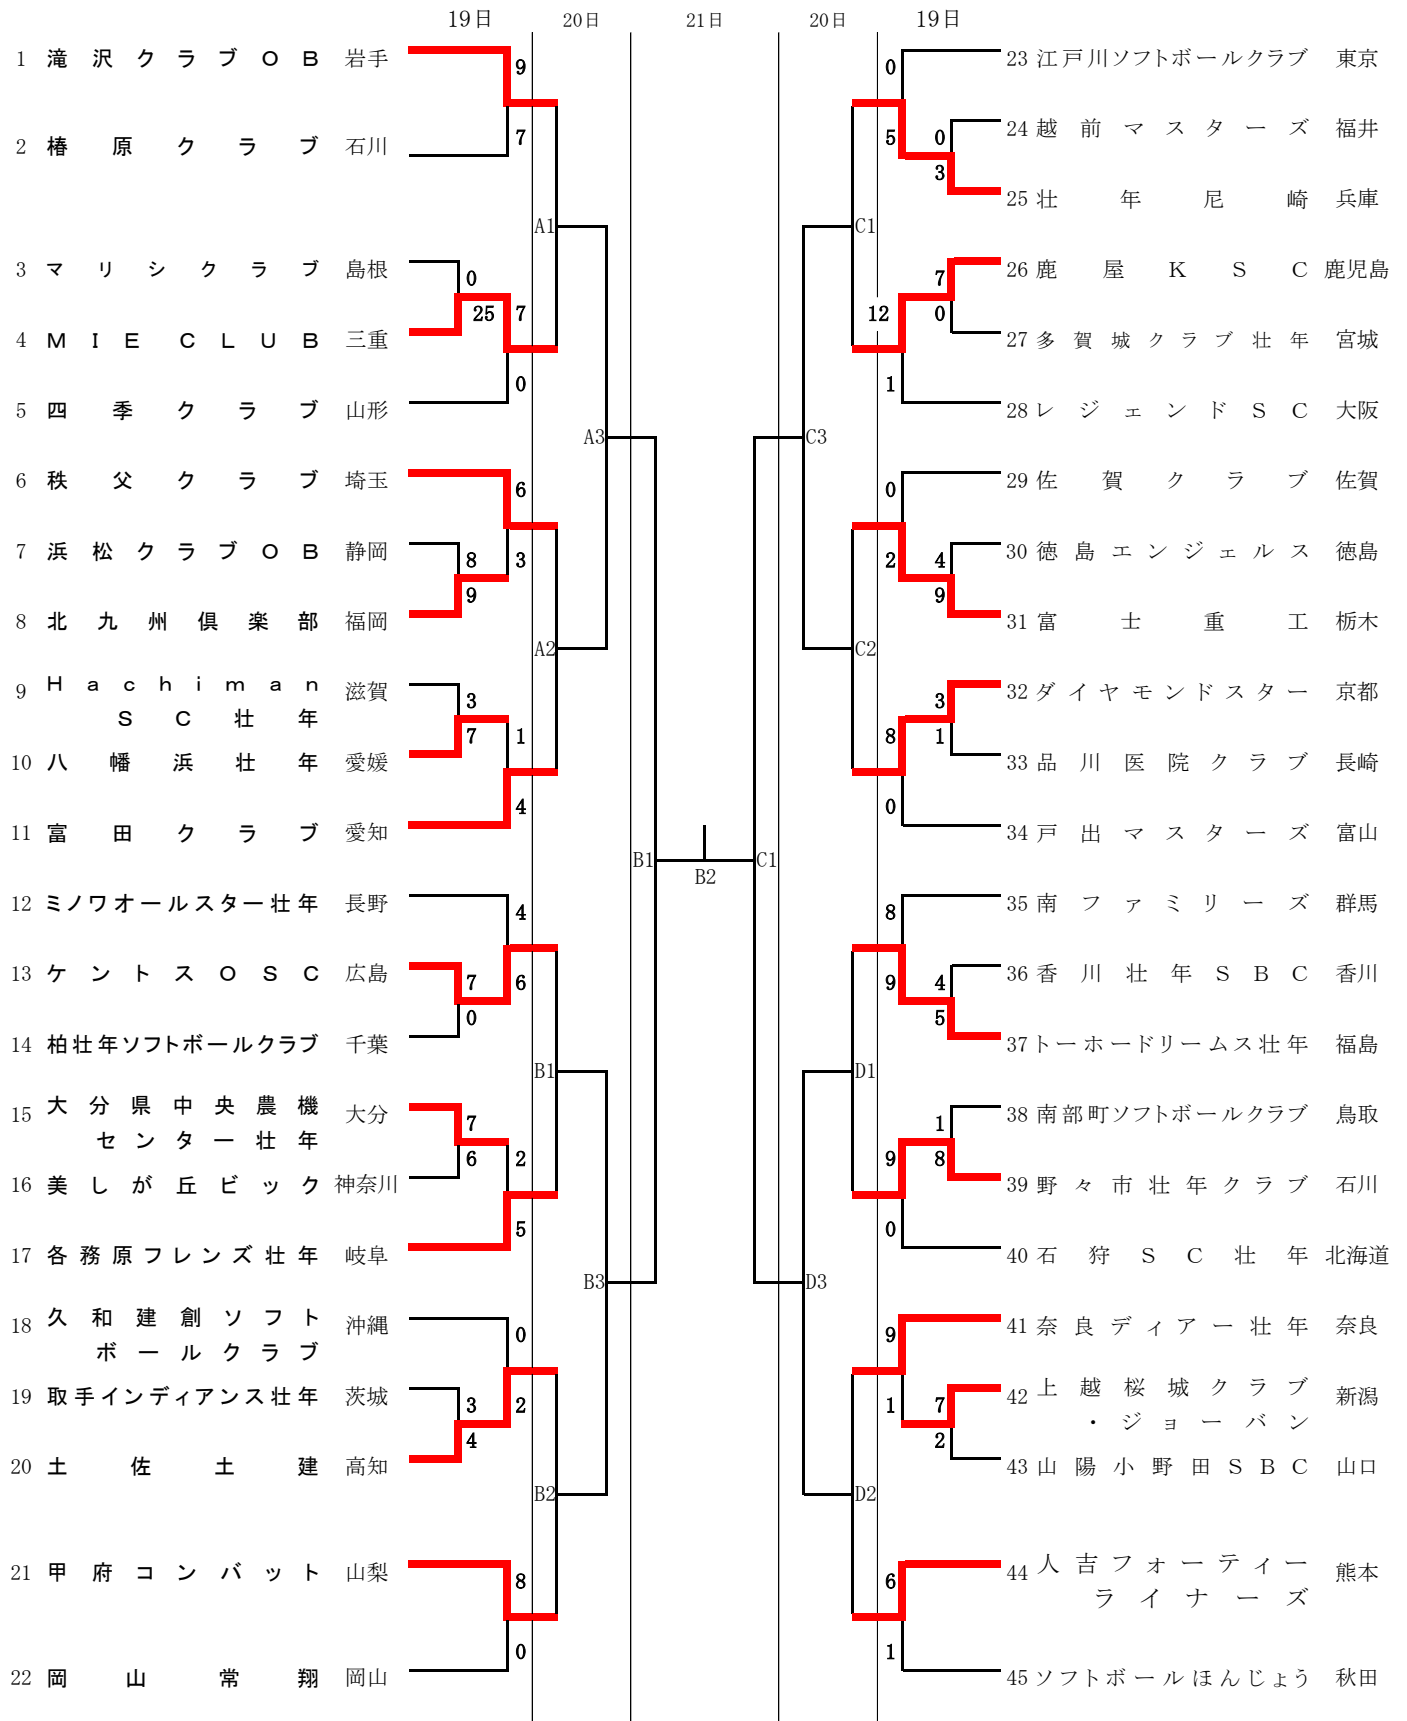 19日 20日 21日 20日 19日
1 滝沢クラブOB 岩手
9
7
2 椿原クラブ 石川
A1
3 マリシクラブ 島根
0
25 7
4 MIE CLUB 三重
0
5 四季クラブ 山形
A3
6 秩父クラブ 埼玉
6
7 浜松クラブOB 静岡
8 3
9
8 北九州倶楽部 福岡
A2
9 Hachiman 滋賀
SC壮年
3
7 1
10 八幡浜壮年 愛媛
4
11 富田クラブ 愛知
B1
B2
C1
12 ミノワオールスター壮年 長野
4
13 ケントスOSC 広島
7 6
0
14 柏壮年ソフトボールクラブ 千葉
B1
15 大分県中央農機 大分
センター壮年
7
6 2
16 美しが丘ビック 神奈川
5
17 各務原フレンズ壮年 岐阜
B3
18 久和建創ソフト 沖縄
ボールクラブ
0
19 取手インディアンス壮年 茨城
3 2
4
20 土佐土建 高知
B2
21 甲府コンバット 山梨
8
0
22 岡山常翔 岡山
0
23 江戸川ソフトボールクラブ 東京
24 越前マスターズ 福井
5 0
3
25 壮年尼崎 兵庫
C1
26 鹿屋KSC 鹿児島
7
12 0
27 多賀城クラブ壮年 宮城
1
28 レジェンドSC 大阪
C3
29 佐賀クラブ 佐賀
0
30 徳島エンジェルス 徳島
2 4
9
31 富士重工 栃木
C2
32 ダイヤモンドスター 京都
3
8 1
33 品川医院クラブ 長崎
0
34 戸出マスターズ 富山
35 南ファミリーズ 群馬
8
36 香川壮年SBC 香川
9 4
5
37 トーホードリームス壮年 福島
D1
38 南部町ソフトボールクラブ 鳥取
1
9 8
39 野々市壮年クラブ 石川
0
40 石狩SC壮年 北海道
D3
41 奈良ディアー壮年 奈良
9
42 上越桜城クラブ 新潟
・ジョーバン
1 7
2
43 山陽小野田SBC 山口
D2
44 人吉フォーティー 熊本
ライナーズ
6
1
45 ソフトボールほんじょう 秋田